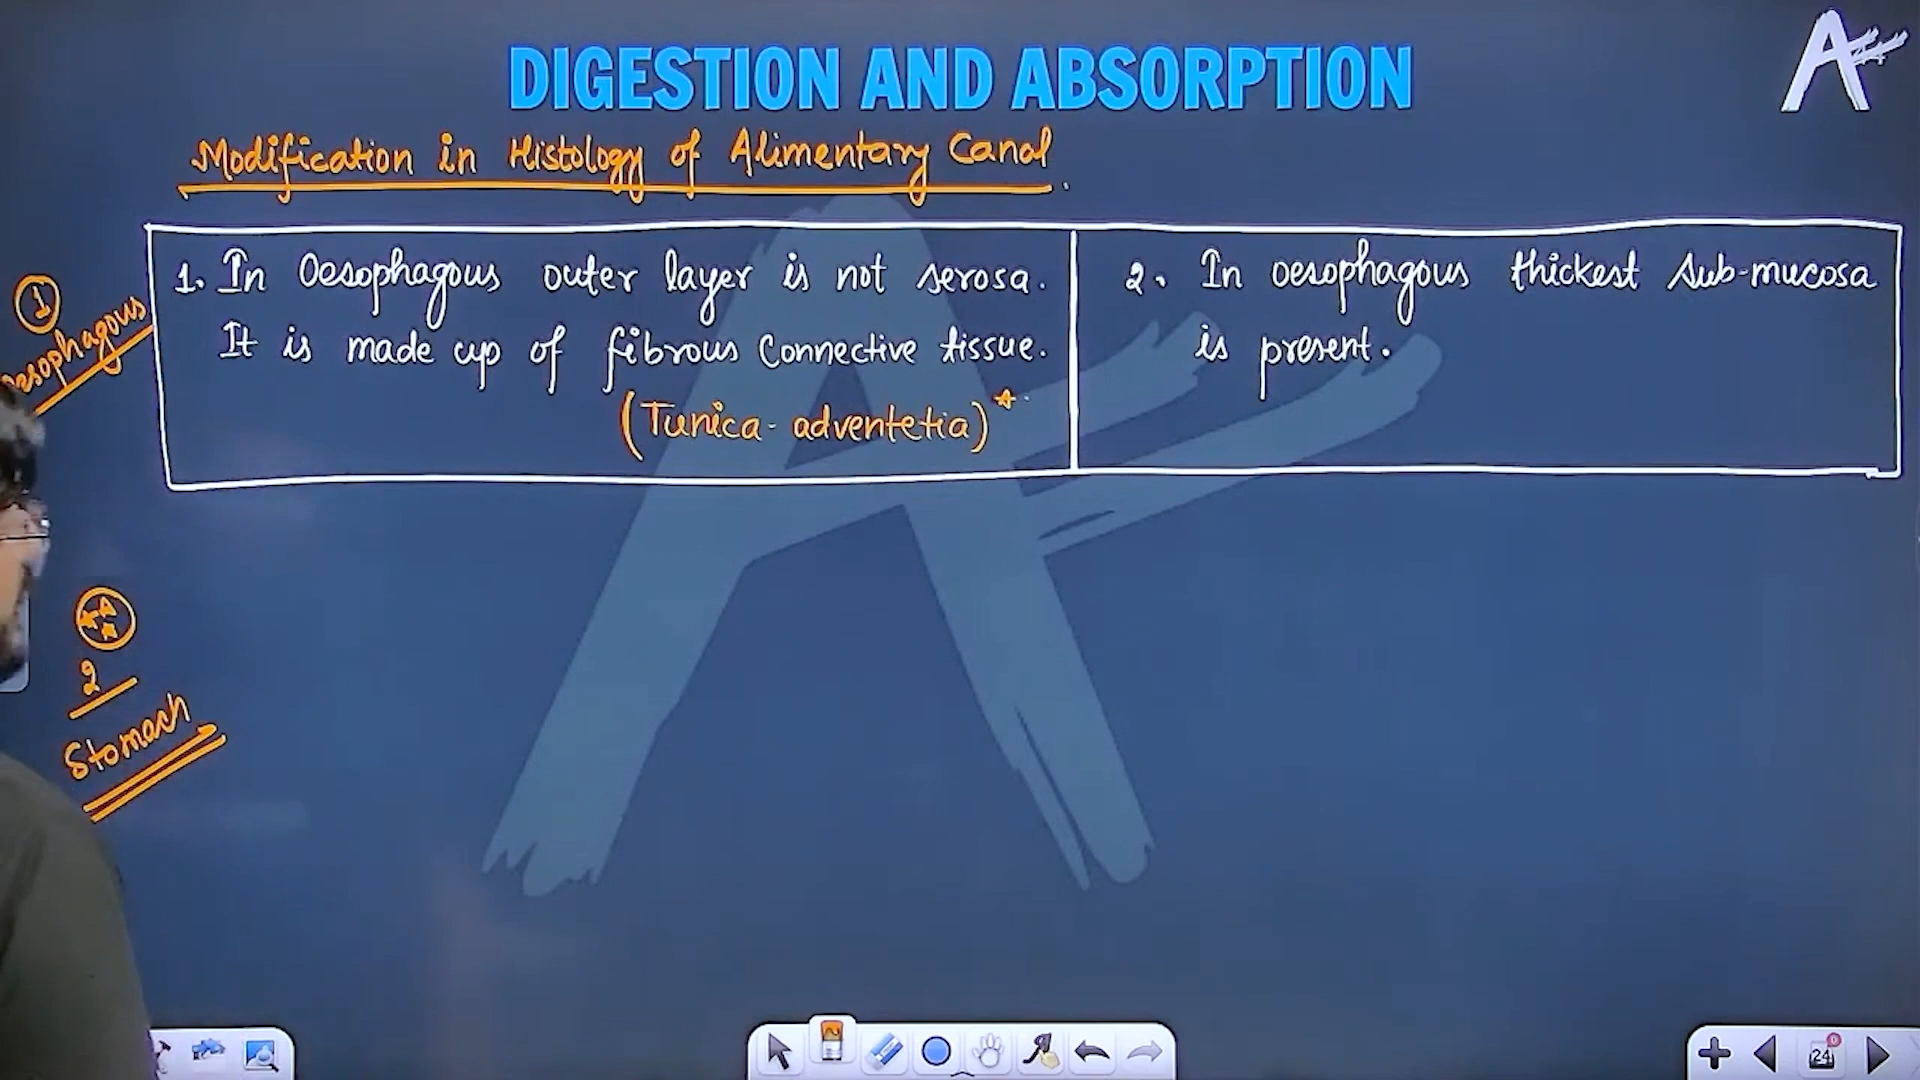 DIGESTION AND ABSORPTION
Modification in Histology of Alimentary Canal
1. In Oesophagous outer layer is not serosa.
It is made up of fibrous Connective tissue.
(Tunica-adventetia)*
2. In oesophagous thickest Sub-mucosa
is present.
1
oesophagous
2
Stomach
24